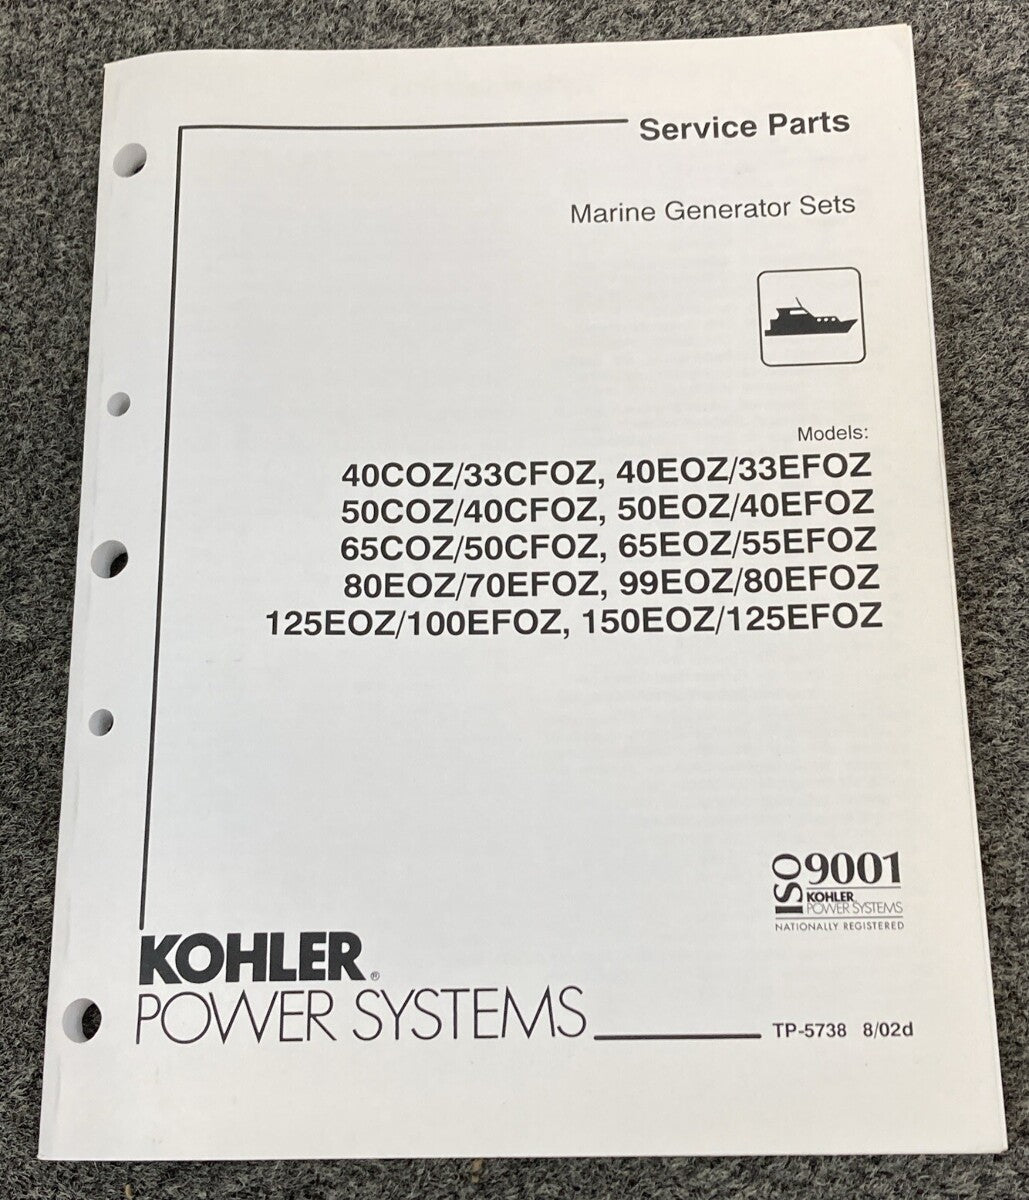 Service Parts
Marine Generator Sets
Models:
40COZ/33CFOZ, 40EOZ/33EFOZ
50COZ/40CFOZ, 50EOZ/40EFOZ
65COZ/50CFOZ, 65EOZ/55EFOZ
80EOZ/70EFOZ, 99EOZ/80EFOZ
125EOZ/100EFOZ, 150EOZ/125EFOZ
ISO 9001
KOHLER
POWER SYSTEMS
NATIONALLY REGISTERED
KOHLER®
POWER SYSTEMS
TP-5738 8/02d